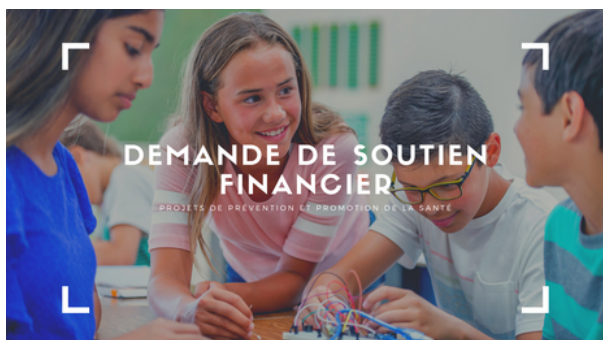 DEMANDE DE SOUTIEN
FINANCIER
PROJETS DE PRÉVENTION ET PROMOTION DE LA SANTÉ